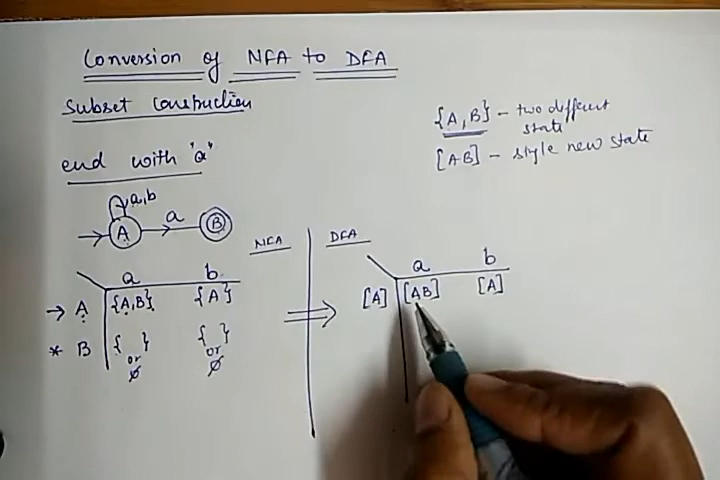 Conversion of NFA to DFA
Subset Construction
{A,B} - two different
state
[AB] - style new state
end with "a"
a,b
a
A
B
NFA
DFA
a b
→ A {A,B} {A}
* B { } { }
or or
ø ø
a b
[A] [AB] [A]